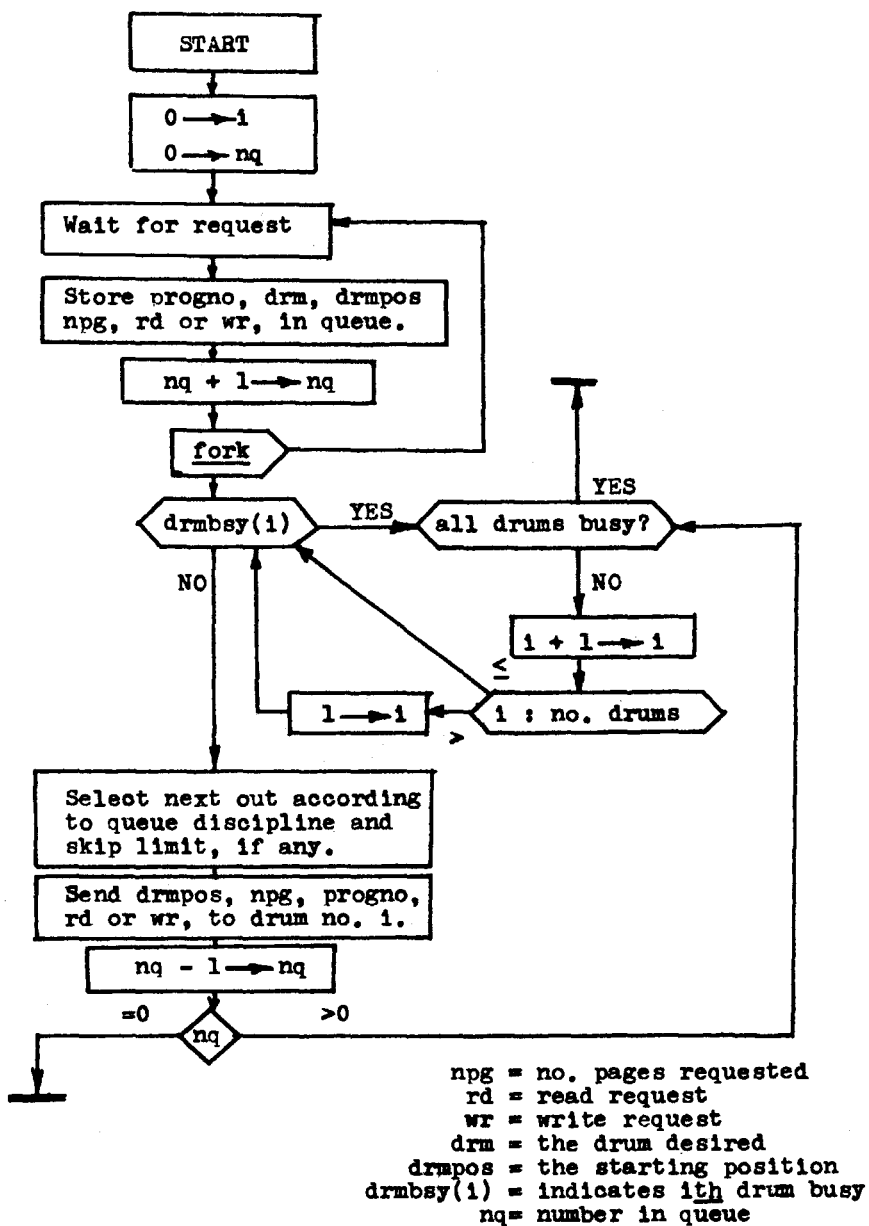 START
0 → i
0 → nq
Wait for request
Store progno, drm, drmpos
npg, rd or wr, in queue.
nq + 1 → nq
fork
drmbsy(i)
YES
all drums busy?
YES
NO
NO
i + 1 → i
≤
1 → i
>
i : no. drums
Select next out according
to queue discipline and
skip limit, if any.
Send drmpos, npg, progno,
rd or wr, to drum no. i.
nq - 1 → nq
=0
>0
nq
npg = no. pages requested
rd = read request
wr = write request
drm = the drum desired
drmpos = the starting position
drmbsy(i) = indicates ith drum busy
nq= number in queue